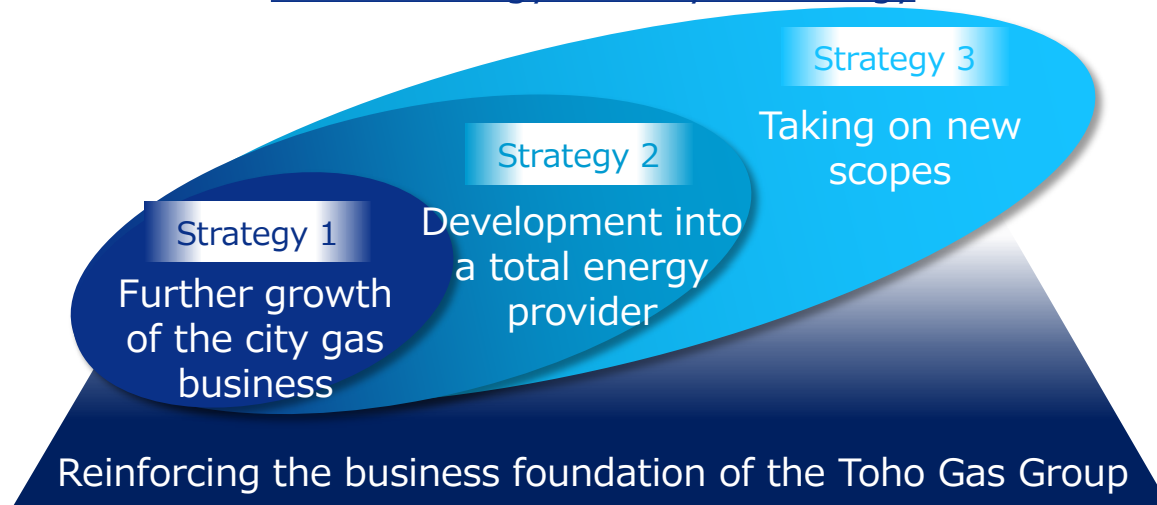 Strategy 3
Taking on new
scopes
Strategy 2
Development into
a total energy
provider
Strategy 1
Further growth
of the city gas
business
Reinforcing the business foundation of the Toho Gas Group